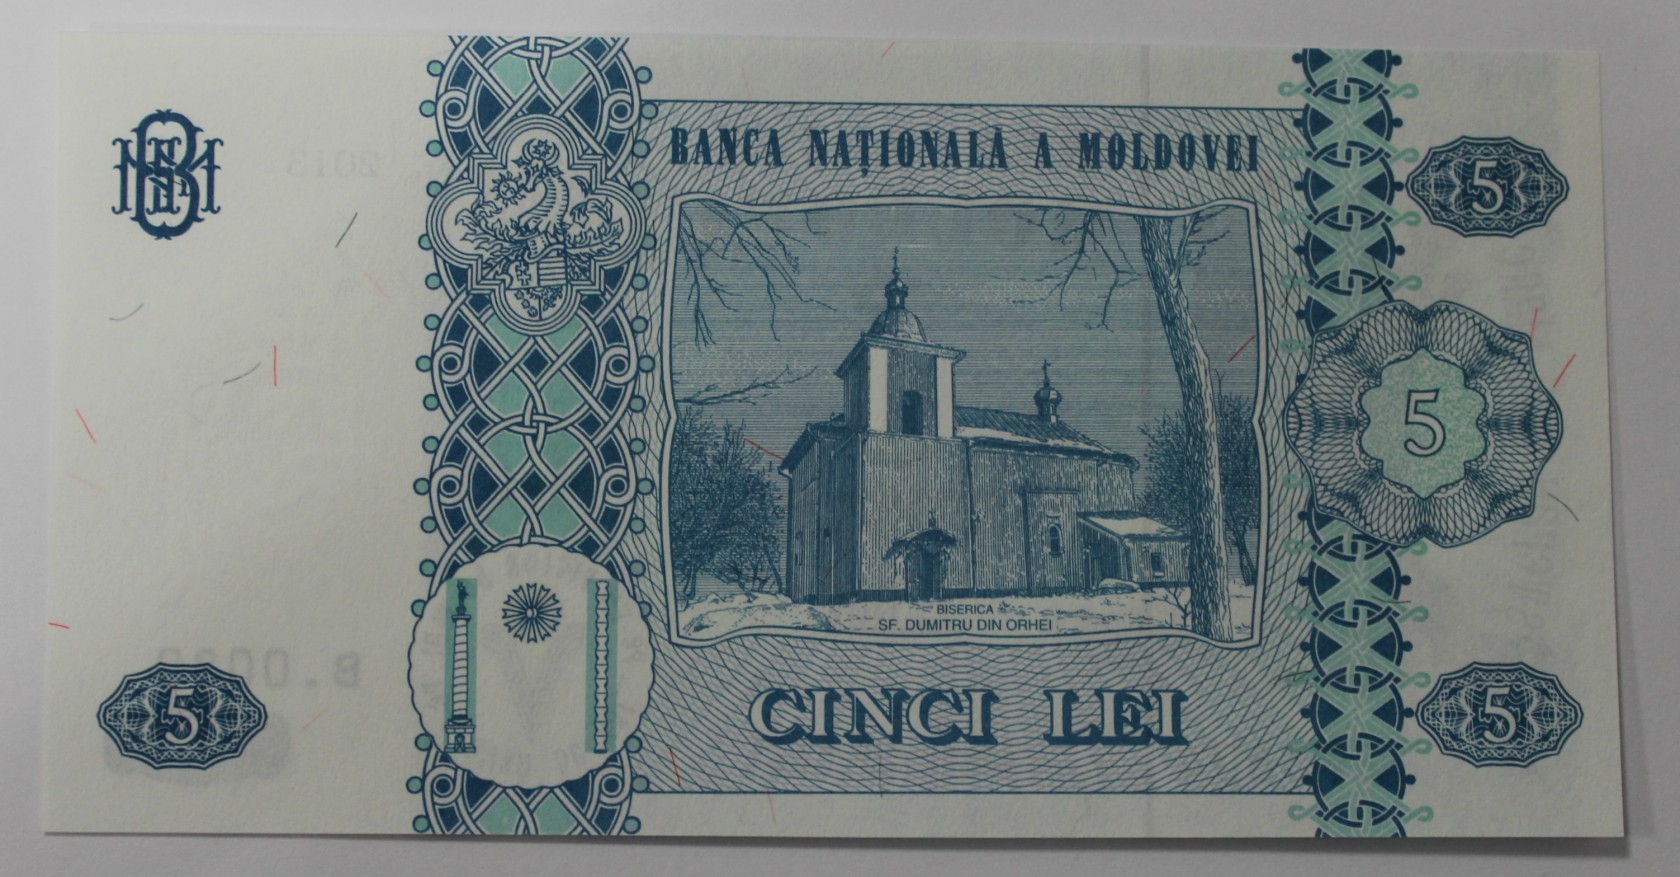 BNM
BANCA NAȚIONALĂ A MOLDOVEI
5
5
BISERICA
SF. DUMITRU DIN ORHEI
CINCI LEI
5
5